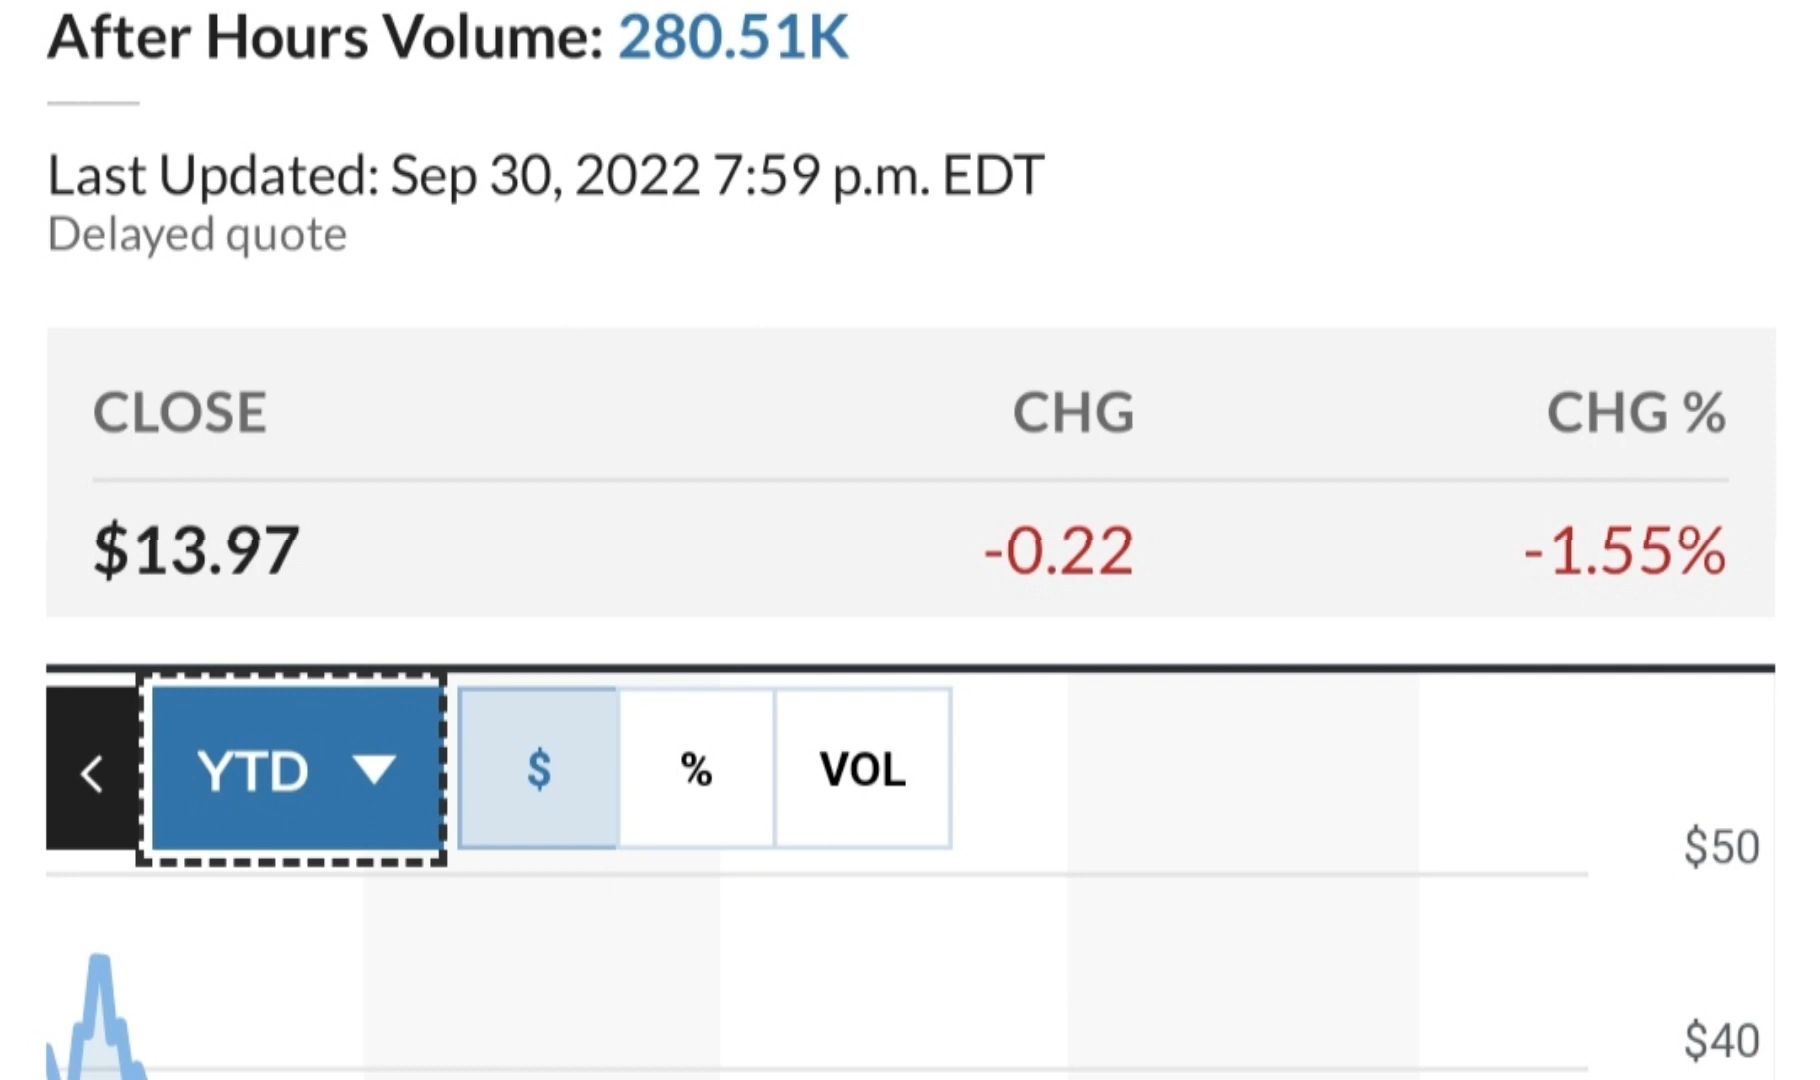 After Hours Volume: 280.51K
Last Updated: Sep 30, 2022 7:59 p.m. EDT
Delayed quote
CLOSE CHG CHG %
$13.97 -0.22 -1.55%
YTD $ % VOL
$50
$40